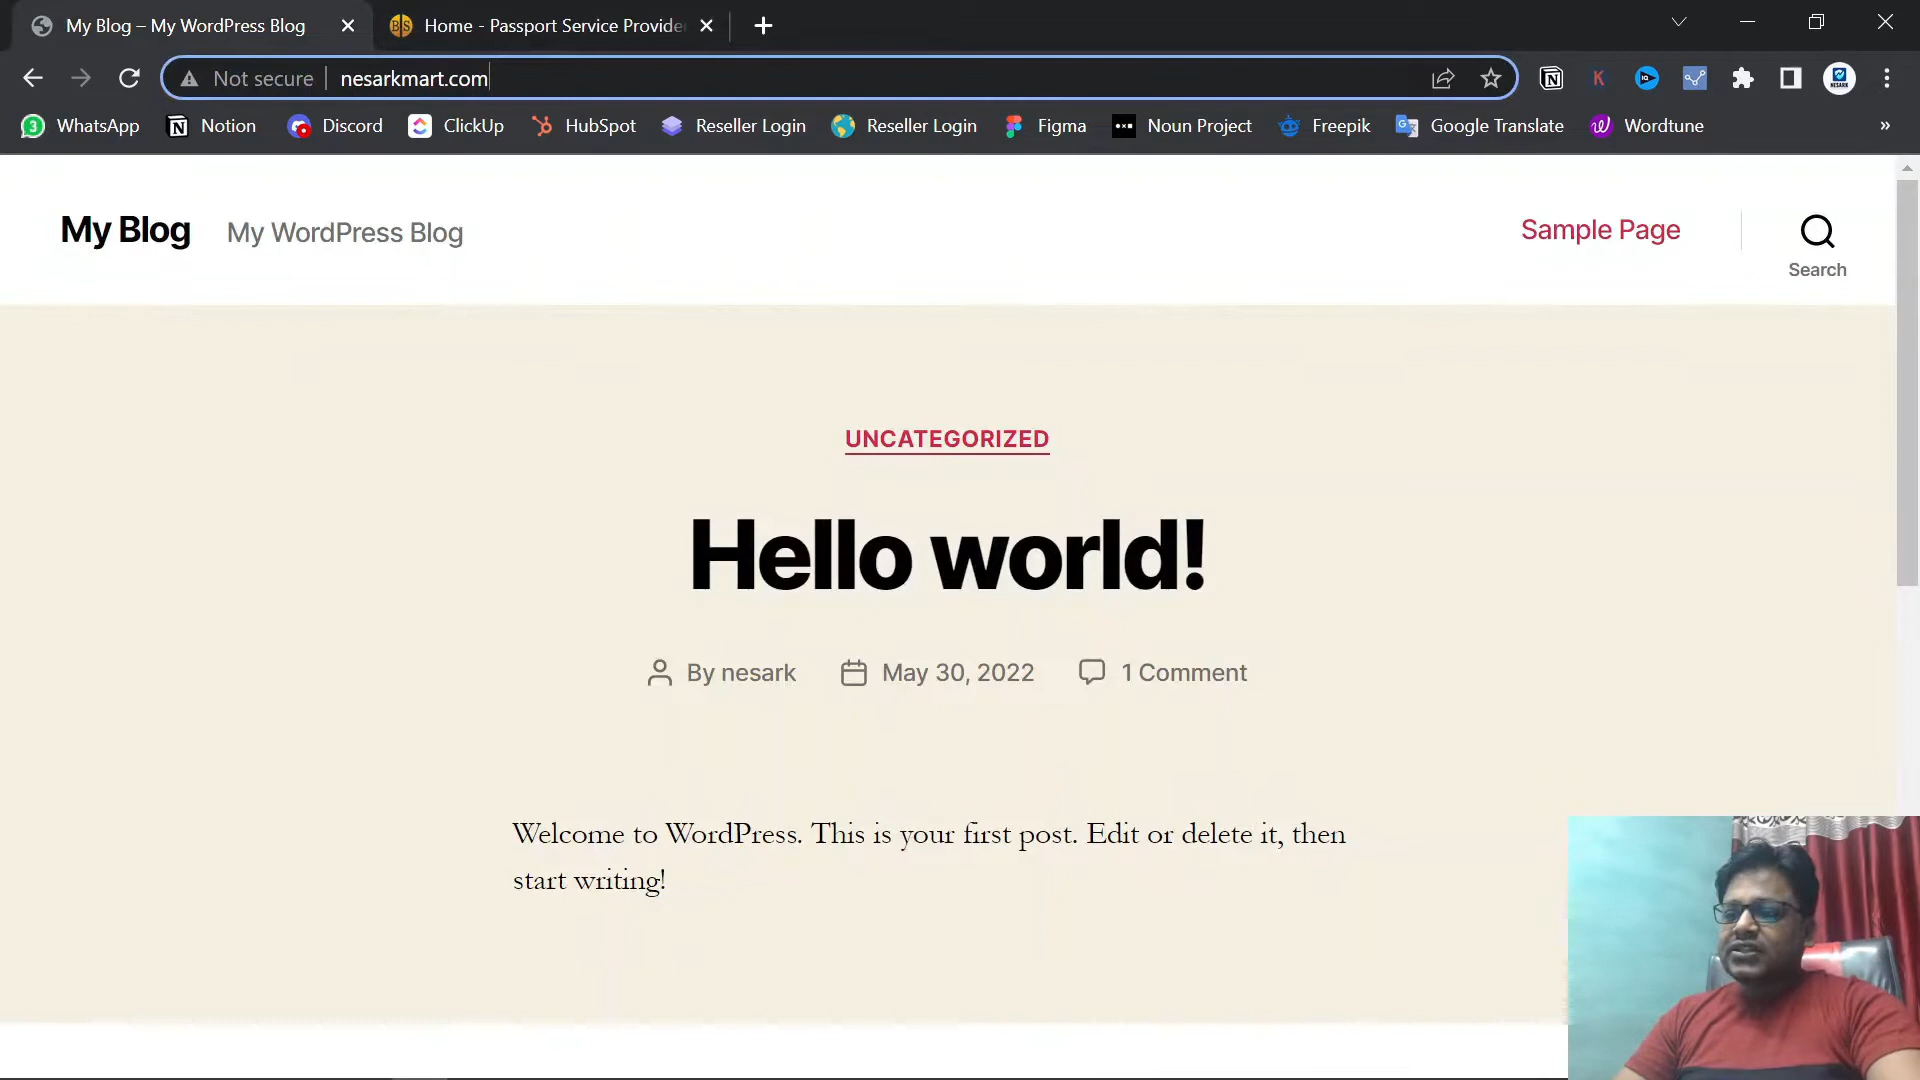 My Blog – My WordPress Blog
Home - Passport Service Provide
Not secure
nesarkmart.com
WhatsApp
Notion
Discord
ClickUp
HubSpot
Reseller Login
Reseller Login
Figma
Noun Project
Freepik
Google Translate
Wordtune
»
My Blog
My WordPress Blog
Sample Page
Search
UNCATEGORIZED
Hello world!
By nesark
May 30, 2022
1 Comment
Welcome to WordPress. This is your first post. Edit or delete it, then
start writing!